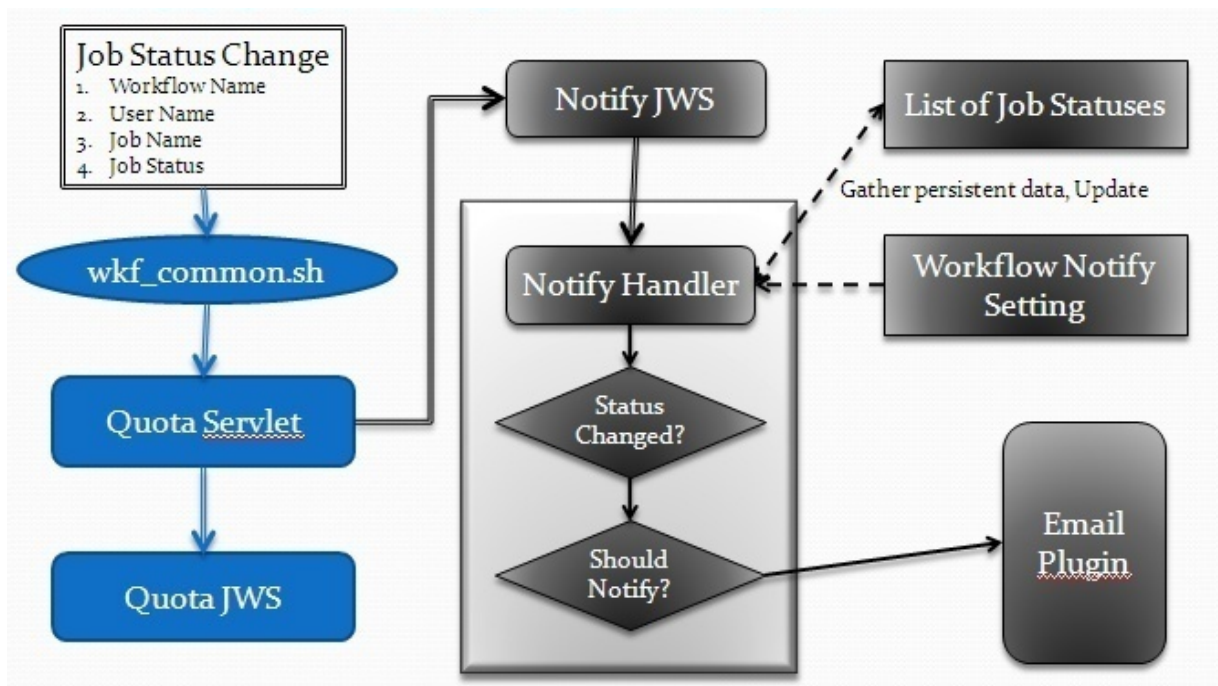 Job Status Change
1. Workflow Name
2. User Name
3. Job Name
4. Job Status
wkf_common.sh
Quota Servlet
Quota JWS
Notify JWS
Notify Handler
Status
Changed?
Should
Notify?
List of Job Statuses
Gather persistent data, Update
Workflow Notify
Setting
Email
Plugin